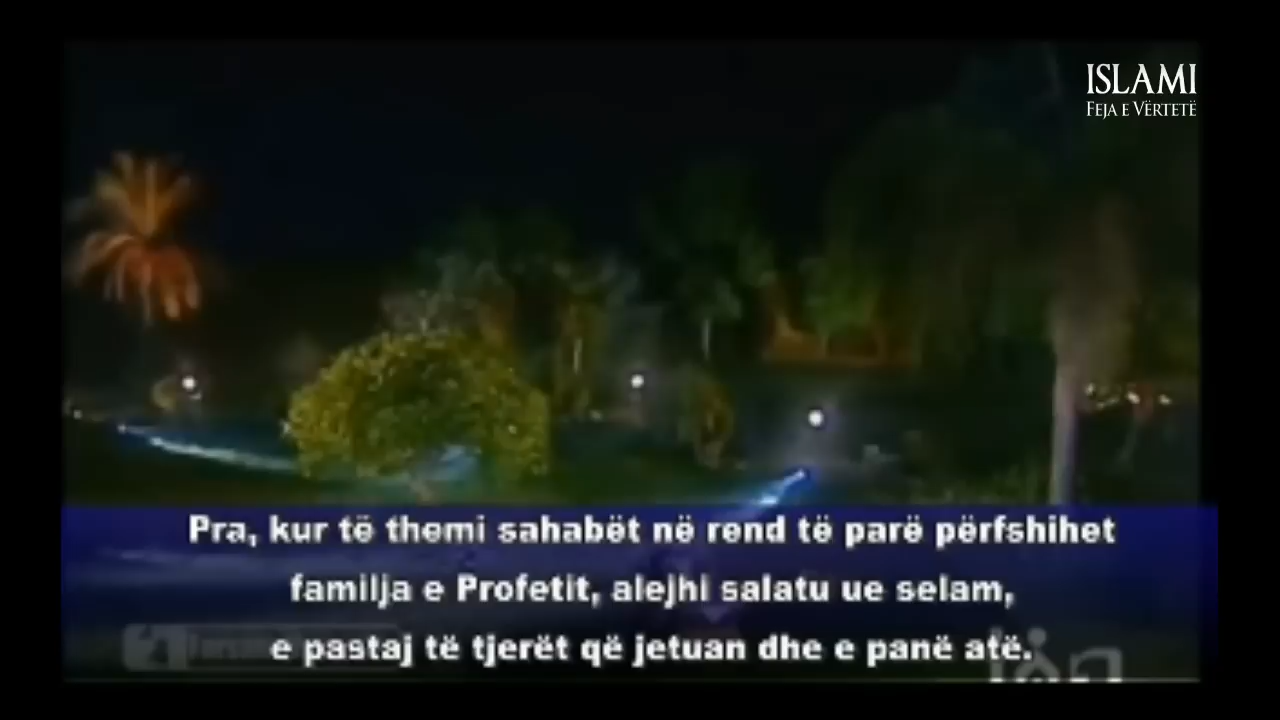 ISLAMI
FEJA E VËRTETË
Pra, kur të themi sahabët në rend të parë përfshihet
familja e Profetit, alejhi salatu ue selam,
e pastaj të tjerët që jetuan dhe e panë atë.